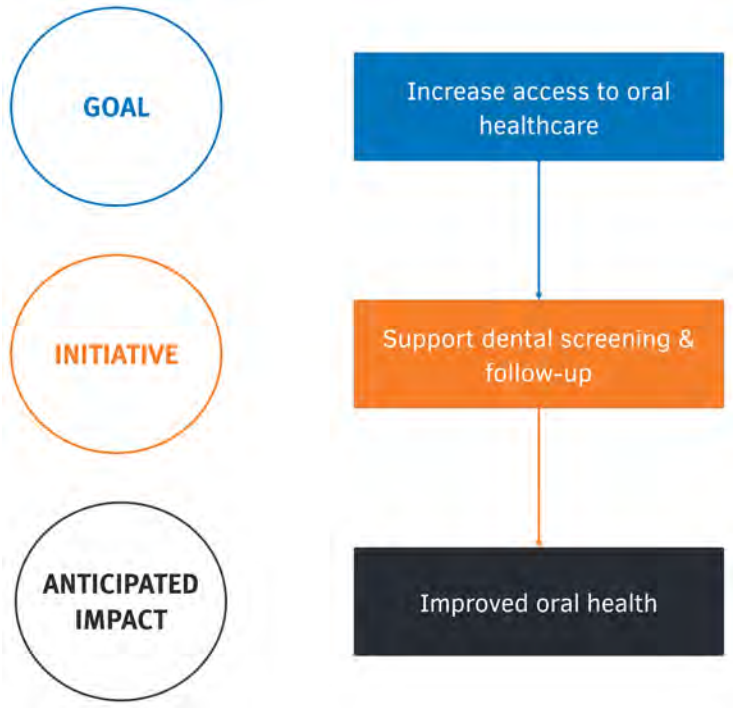 GOAL
Increase access to oral
healthcare
INITIATIVE
Support dental screening &
follow-up
ANTICIPATED
IMPACT
Improved oral health